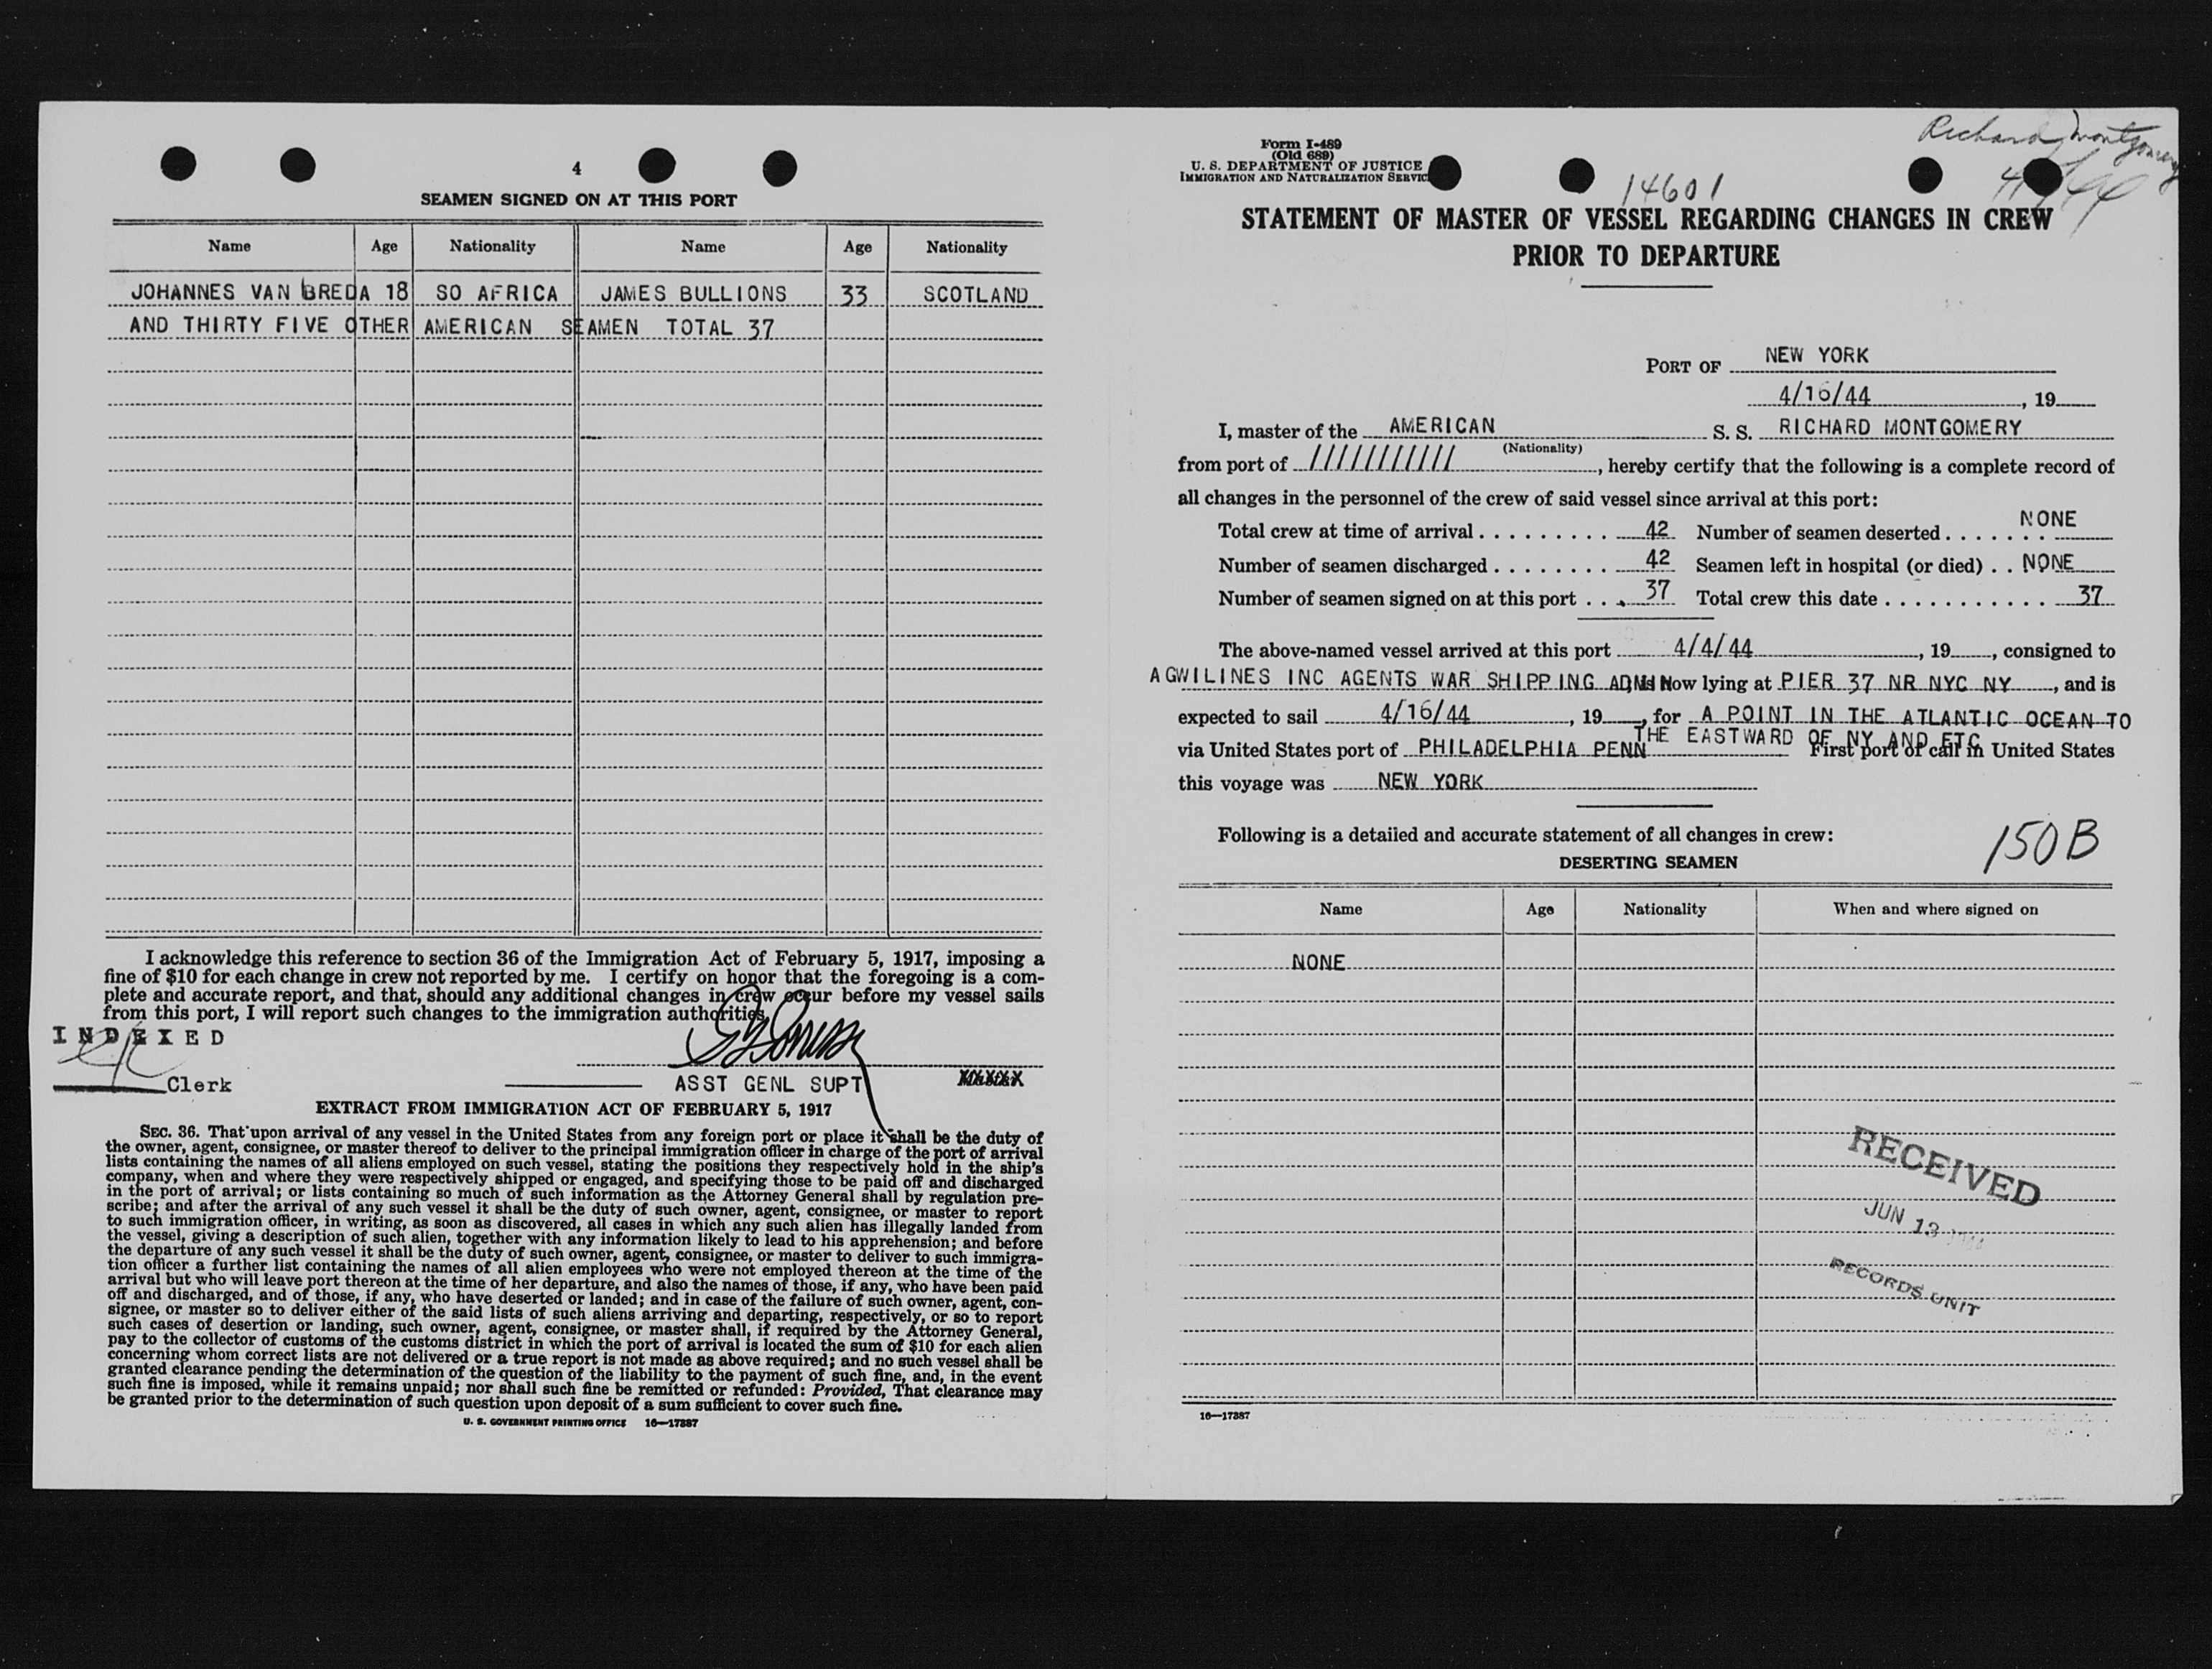 4
SEAMEN SIGNED ON AT THIS PORT
Name Age Nationality Name Age Nationality
JOHANNES VAN BREDA 18 SO AFRICA JAMES BULLIONS 33 SCOTLAND
AND THIRTY FIVE OTHER AMERICAN SEAMEN TOTAL 37
I acknowledge this reference to section 36 of the Immigration Act of February 5, 1917, imposing a
fine of $10 for each change in crew not reported by me. I certify on honor that the foregoing is a com-
plete and accurate report, and that, should any additional changes in crew occur before my vessel sails
from this port, I will report such changes to the immigration authorities.
INDEXED
Clerk
ASST GENL SUPT
EXTRACT FROM IMMIGRATION ACT OF FEBRUARY 5, 1917
SEC. 36. That upon arrival of any vessel in the United States from any foreign port or place it shall be the duty of
the owner, agent, consignee, or master thereof to deliver to the principal immigration officer in charge of the port of arrival
lists containing the names of all aliens employed on such vessel, stating the positions they respectively hold in the ship's
company, when and where they were respectively shipped or engaged, and specifying those to be paid off and discharged
in the port of arrival; or lists containing so much of such information as the Attorney General shall by regulation pre-
scribe; and after the arrival of any such vessel it shall be the duty of such owner, agent, consignee, or master to report
to such immigration officer, in writing, as soon as discovered, all cases in which any such alien has illegally landed from
the vessel, giving a description of such alien, together with any information likely to lead to his apprehension; and before
the departure of any such vessel it shall be the duty of such owner, agent, consignee, or master to deliver to such immigra-
tion officer a further list containing the names of all alien employees who were not employed thereon at the time of the
arrival but who will leave port thereon at the time of her departure, and also the names of those, if any, who have been paid
off and discharged, and of those, if any, who have deserted or landed; and in case of the failure of such owner, agent, con-
signee, or master so to deliver either of the said lists of such aliens arriving and departing, respectively, or so to report
such cases of desertion or landing, such owner, agent, consignee, or master shall, if required by the Attorney General,
pay to the collector of customs of the customs district in which the port of arrival is located the sum of $10 for each alien
concerning whom correct lists are not delivered or a true report is not made as above required; and no such vessel shall be
granted clearance pending the determination of the question of the liability to the payment of such fine, and, in the event
such fine is imposed, while it remains unpaid; nor shall such fine be remitted or refunded: Provided, That clearance may
be granted prior to the determination of such question upon deposit of a sum sufficient to cover such fine.
U. S. GOVERNMENT PRINTING OFFICE 16—17387
Richard Montgomery
Form I-489
(Old 689)
U. S. DEPARTMENT OF JUSTICE
IMMIGRATION AND NATURALIZATION SERVICE
14601
STATEMENT OF MASTER OF VESSEL REGARDING CHANGES IN CREW
PRIOR TO DEPARTURE
PORT OF NEW YORK
4/16/44, 19
I, master of the AMERICAN S. S. RICHARD MONTGOMERY
(Nationality)
from port of ///////////, hereby certify that the following is a complete record of
all changes in the personnel of the crew of said vessel since arrival at this port:
Total crew at time of arrival 42 Number of seamen deserted NONE
Number of seamen discharged 42 Seamen left in hospital (or died) NONE
Number of seamen signed on at this port 37 Total crew this date 37
The above-named vessel arrived at this port 4/4/44, 19, consigned to
AGWILINES INC AGENTS WAR SHIPPING ADMIN now lying at PIER 37 NR NYC NY, and is
expected to sail 4/16/44, 19, for A POINT IN THE ATLANTIC OCEAN TO
THE EASTWARD OF NY AND ETC
via United States port of PHILADELPHIA PENN First port of call in United States
this voyage was NEW YORK
Following is a detailed and accurate statement of all changes in crew:
150B
DESERTING SEAMEN
Name Age Nationality When and where signed on
NONE
RECEIVED
JUN 13
RECORDS UNIT
16—17387